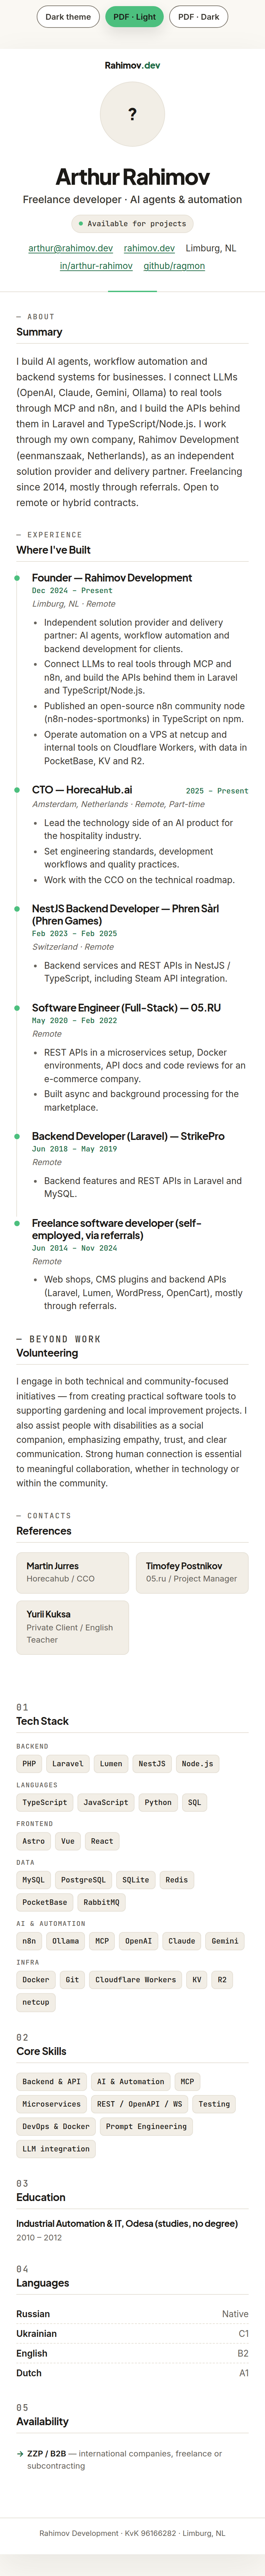 Dark theme
PDF · Light
PDF · Dark
Rahimov.dev
?
Arthur Rahimov
Freelance developer · AI agents & automation
Available for projects
arthur@rahimov.dev rahimov.dev Limburg, NL
in/arthur-rahimov github/ragmon
— ABOUT
Summary
I build AI agents, workflow automation and
backend systems for businesses. I connect LLMs
(OpenAI, Claude, Gemini, Ollama) to real tools
through MCP and n8n, and I build the APIs behind
them in Laravel and TypeScript/Node.js. I work
through my own company, Rahimov Development
(eenmanszaak, Netherlands), as an independent
solution provider and delivery partner. Freelancing
since 2014, mostly through referrals. Open to
remote or hybrid contracts.
— EXPERIENCE
Where I've Built
Founder — Rahimov Development
Dec 2024 – Present
Limburg, NL · Remote
• Independent solution provider and delivery
partner: AI agents, workflow automation and
backend development for clients.
• Connect LLMs to real tools through MCP and
n8n, and build the APIs behind them in Laravel
and TypeScript/Node.js.
• Published an open-source n8n community node
(n8n-nodes-sportmonks) in TypeScript on npm.
• Operate automation on a VPS at netcup and
internal tools on Cloudflare Workers, with data in
PocketBase, KV and R2.
CTO — HorecaHub.ai 2025 – Present
Amsterdam, Netherlands · Remote, Part-time
• Lead the technology side of an AI product for
the hospitality industry.
• Set engineering standards, development
workflows and quality practices.
• Work with the CCO on the technical roadmap.
NestJS Backend Developer — Phren Sàrl
(Phren Games)
Feb 2023 – Feb 2025
Switzerland · Remote
• Backend services and REST APIs in NestJS /
TypeScript, including Steam API integration.
Software Engineer (Full-Stack) — 05.RU
May 2020 – Feb 2022
Remote
• REST APIs in a microservices setup, Docker
environments, API docs and code reviews for an
e-commerce company.
• Built async and background processing for the
marketplace.
Backend Developer (Laravel) — StrikePro
Jun 2018 – May 2019
Remote
• Backend features and REST APIs in Laravel and
MySQL.
Freelance software developer (self-
employed, via referrals)
Jun 2014 – Nov 2024
Remote
• Web shops, CMS plugins and backend APIs
(Laravel, Lumen, WordPress, OpenCart), mostly
through referrals.
— BEYOND WORK
Volunteering
I engage in both technical and community-focused
initiatives — from creating practical software tools to
supporting gardening and local improvement projects. I
also assist people with disabilities as a social
companion, emphasizing empathy, trust, and clear
communication. Strong human connection is essential
to meaningful collaboration, whether in technology or
within the community.
— CONTACTS
References
Martin Jurres
Horecahub / CCO
Timofey Postnikov
05.ru / Project Manager
Yurii Kuksa
Private Client / English
Teacher
01
Tech Stack
BACKEND
PHP Laravel Lumen NestJS Node.js
LANGUAGES
TypeScript JavaScript Python SQL
FRONTEND
Astro Vue React
DATA
MySQL PostgreSQL SQLite Redis
PocketBase RabbitMQ
AI & AUTOMATION
n8n Ollama MCP OpenAI Claude Gemini
INFRA
Docker Git Cloudflare Workers KV R2
netcup
02
Core Skills
Backend & API AI & Automation MCP
Microservices REST / OpenAPI / WS Testing
DevOps & Docker Prompt Engineering
LLM integration
03
Education
Industrial Automation & IT, Odesa (studies, no degree)
2010 – 2012
04
Languages
Russian Native
Ukrainian C1
English B2
Dutch A1
05
Availability
→ ZZP / B2B — international companies, freelance or
subcontracting
Rahimov Development · KvK 96166282 · Limburg, NL